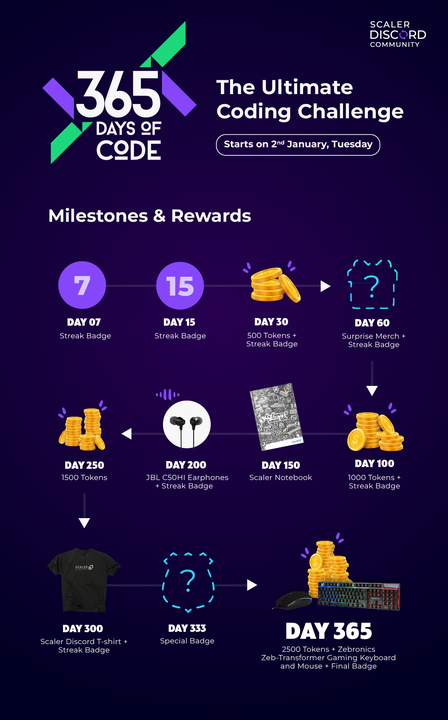 SCALER
DISCORD
COMMUNITY
365
DAYS OF
CODE
The Ultimate
Coding Challenge
Starts on 2nd January, Tuesday
Milestones & Rewards
7
15
?
DAY 07
Streak Badge
DAY 15
Streak Badge
DAY 30
500 Tokens +
Streak Badge
DAY 60
Surprise Merch +
Streak Badge
DAY 250
1500 Tokens
DAY 200
JBL C50HI Earphones
+ Streak Badge
DAY 150
Scaler Notebook
DAY 100
1000 Tokens +
Streak Badge
SCALER
?
DAY 300
Scaler Discord T-shirt +
Streak Badge
DAY 333
Special Badge
DAY 365
2500 Tokens + Zebronics
Zeb-Transformer Gaming Keyboard
and Mouse + Final Badge